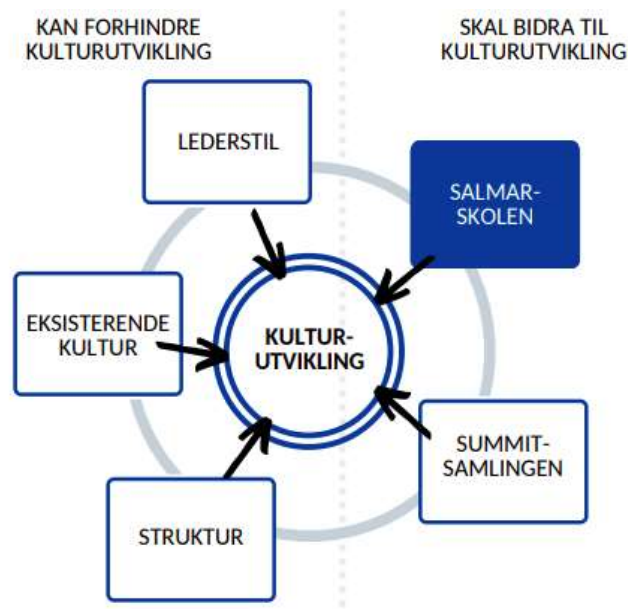 KAN FORHINDRE
KULTURUTVIKLING
SKAL BIDRA TIL
KULTURUTVIKLING
LEDERSTIL
SALMAR-
SKOLEN
EKSISTERENDE
KULTUR
KULTUR-
UTVIKLING
SUMMIT-
SAMLINGEN
STRUKTUR